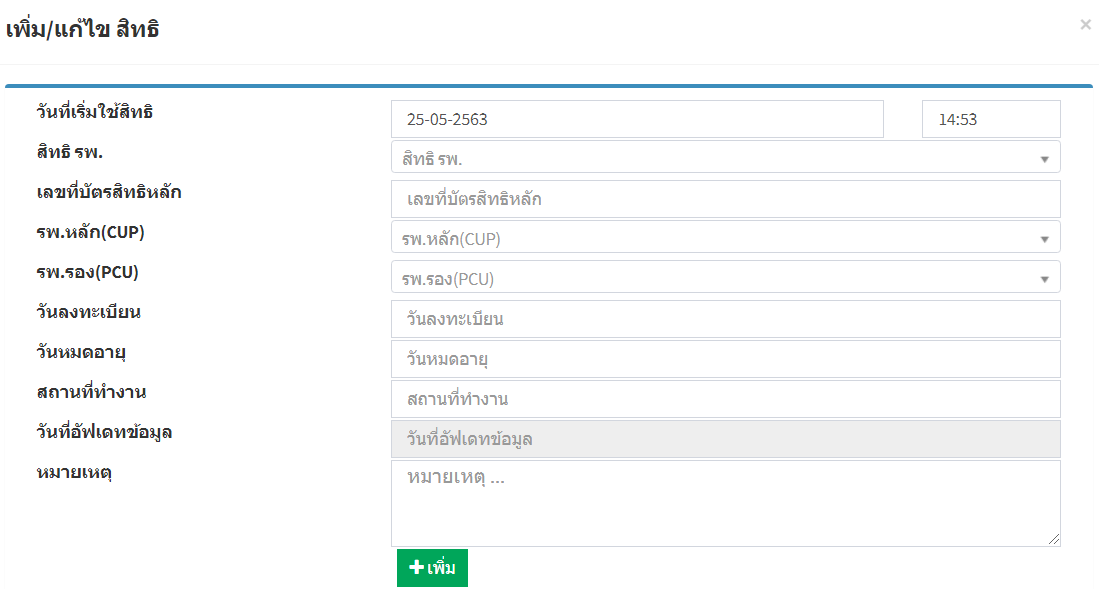 เพิ่ม/แก้ไข สิทธิ
×
วันที่เริ่มใช้สิทธิ 25-05-2563 14:53
สิทธิ รพ. สิทธิ รพ.
เลขที่บัตรสิทธิหลัก เลขที่บัตรสิทธิหลัก
รพ.หลัก(CUP) รพ.หลัก(CUP)
รพ.รอง(PCU) รพ.รอง(PCU)
วันลงทะเบียน วันลงทะเบียน
วันหมดอายุ วันหมดอายุ
สถานที่ทำงาน สถานที่ทำงาน
วันที่อัฟเดทข้อมูล วันที่อัฟเดทข้อมูล
หมายเหตุ หมายเหตุ ...
+ เพิ่ม